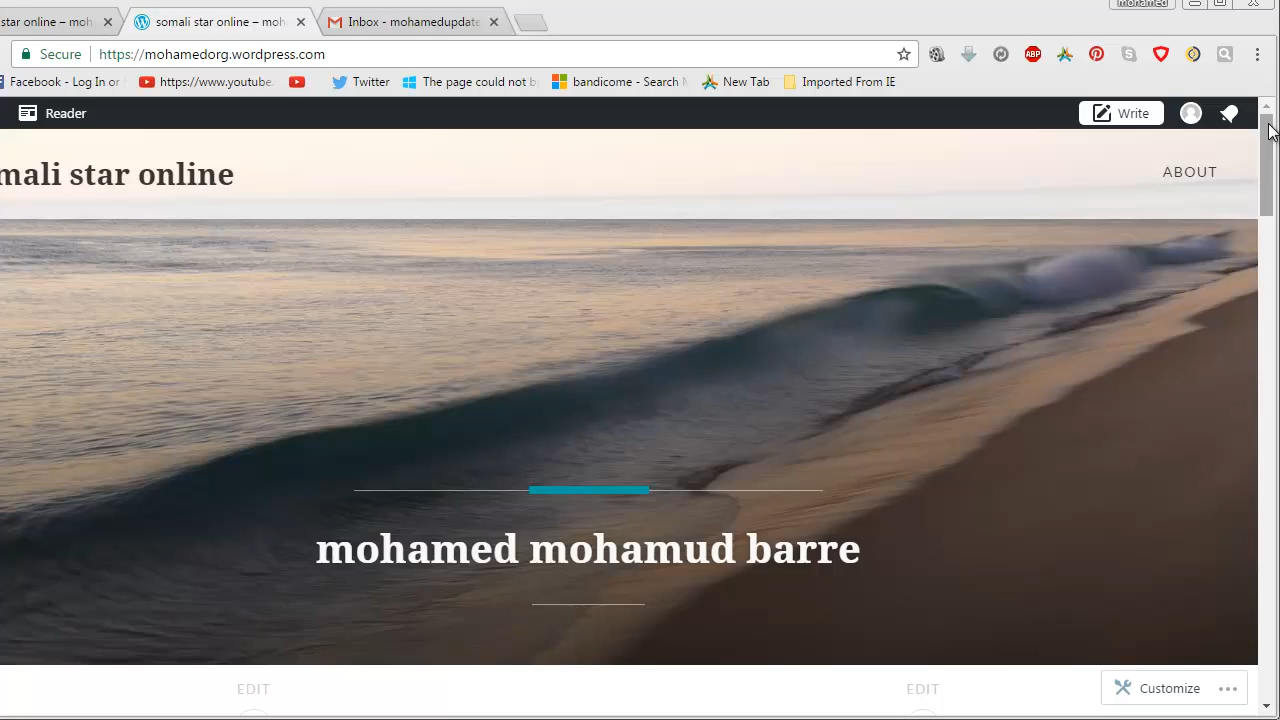 mohamed
star online – moh
somali star online – moh
Inbox - mohamedupdate
Secure
https://mohamedorg.wordpress.com
ABP
Facebook - Log In or
https://www.youtube.
Twitter
The page could not b
bandicome - Search M
New Tab
Imported From IE
Reader
Write
mali star online
ABOUT
mohamed mohamud barre
EDIT
EDIT
Customize